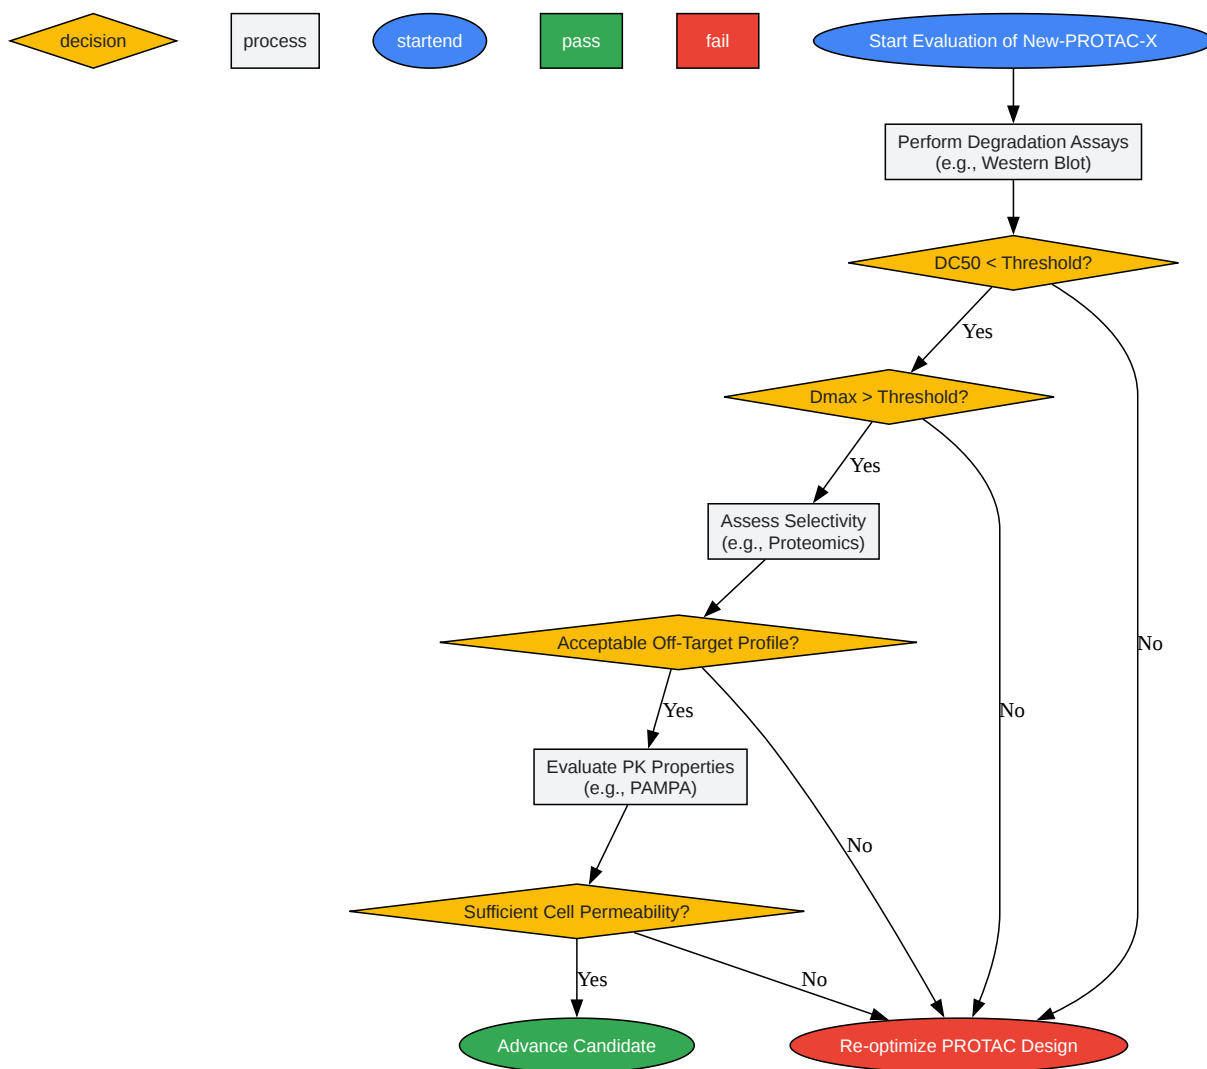 decision
process
startend
pass
fail
Start Evaluation of New-PROTAC-X
Perform Degradation Assays
(e.g., Western Blot)
DC50 < Threshold?
Yes
Dmax > Threshold?
Yes
Assess Selectivity
(e.g., Proteomics)
Acceptable Off-Target Profile?
No
Yes
No
Evaluate PK Properties
(e.g., PAMPA)
No
Sufficient Cell Permeability?
Yes
No
Advance Candidate
Re-optimize PROTAC Design